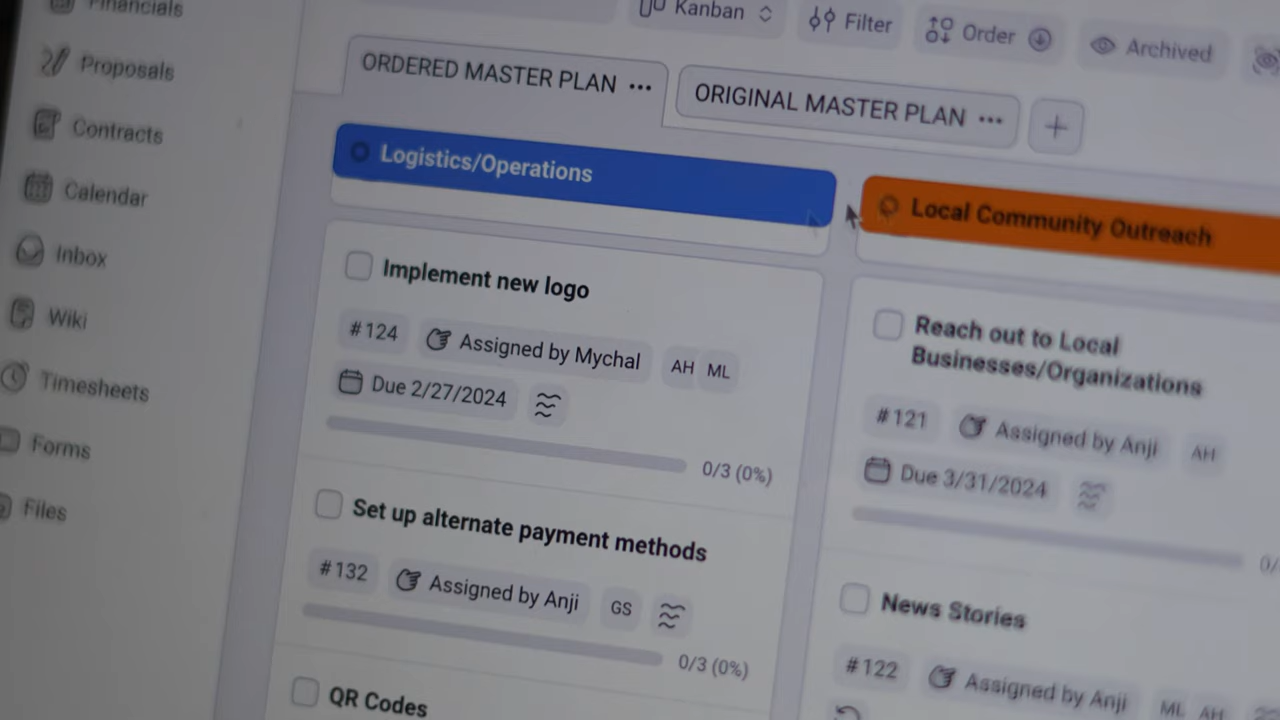 Financials
Proposals
Contracts
Calendar
Inbox
Wiki
Timesheets
Forms
Files
Kanban
Filter
Order
Archived
ORDERED MASTER PLAN •••
ORIGINAL MASTER PLAN •••
+
Logistics/Operations
Implement new logo
#124 Assigned by Mychal AH ML
Due 2/27/2024
0/3 (0%)
Set up alternate payment methods
#132 Assigned by Anji GS
0/3 (0%)
QR Codes
Local Community Outreach
Reach out to Local
Businesses/Organizations
#121 Assigned by Anji AH
Due 3/31/2024
0/
News Stories
#122 Assigned by Anji ML AH